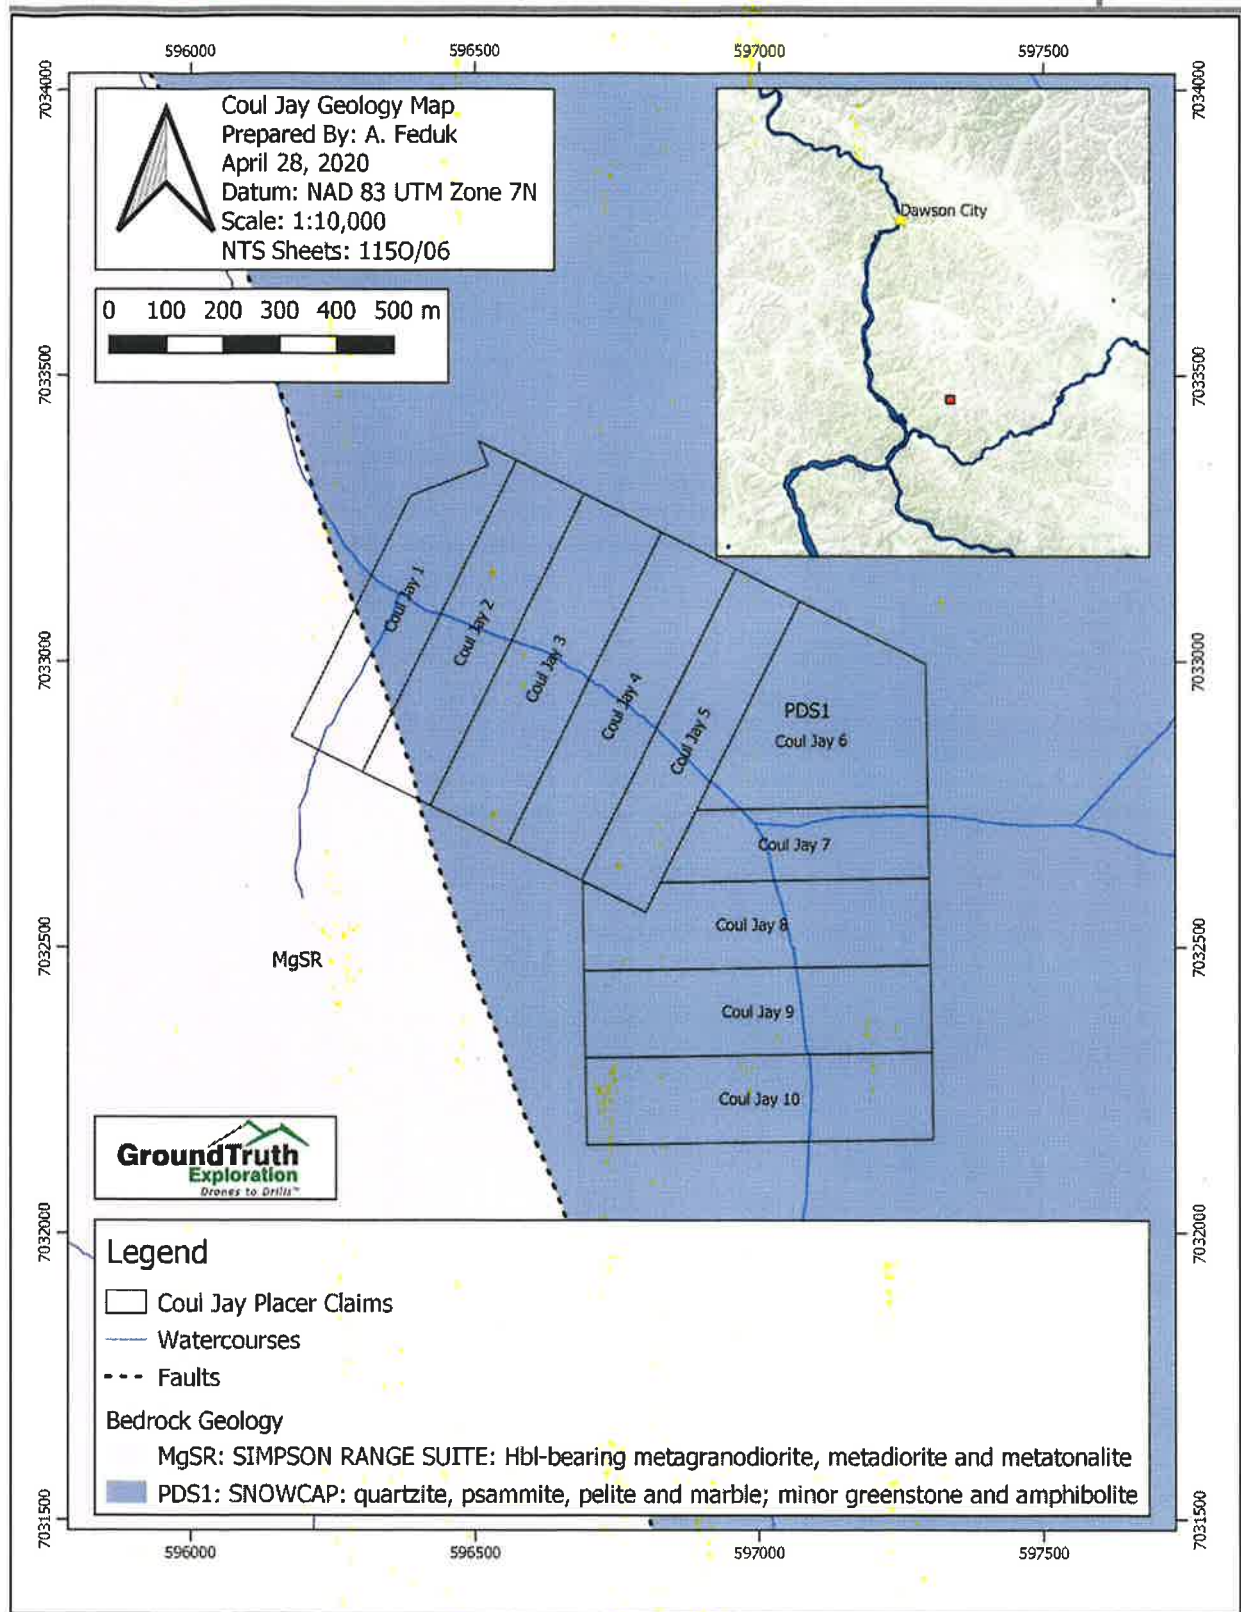 596000 596500 597000 597500
7034000 7034000
Coul Jay Geology Map
Prepared By: A. Feduk
April 28, 2020
Datum: NAD 83 UTM Zone 7N
Scale: 1:10,000
NTS Sheets: 115O/06
Dawson City
0 100 200 300 400 500 m
7033500 7033500
Coul Jay 1
Coul Jay 2
Coul Jay 3
Coul Jay 4
Coul Jay 5
7033000 7033000
PDS1
Coul Jay 6
Coul Jay 7
Coul Jay 8
7032500 7032500
MgSR
Coul Jay 9
Coul Jay 10
GroundTruth
Exploration
Drones to Drills™
7032000 7032000
Legend
Coul Jay Placer Claims
Watercourses
Faults
Bedrock Geology
MgSR: SIMPSON RANGE SUITE: Hbl-bearing metagranodiorite, metadiorite and metatonalite
PDS1: SNOWCAP: quartzite, psammite, pelite and marble; minor greenstone and amphibolite
7031500 7031500
596000 596500 597000 597500